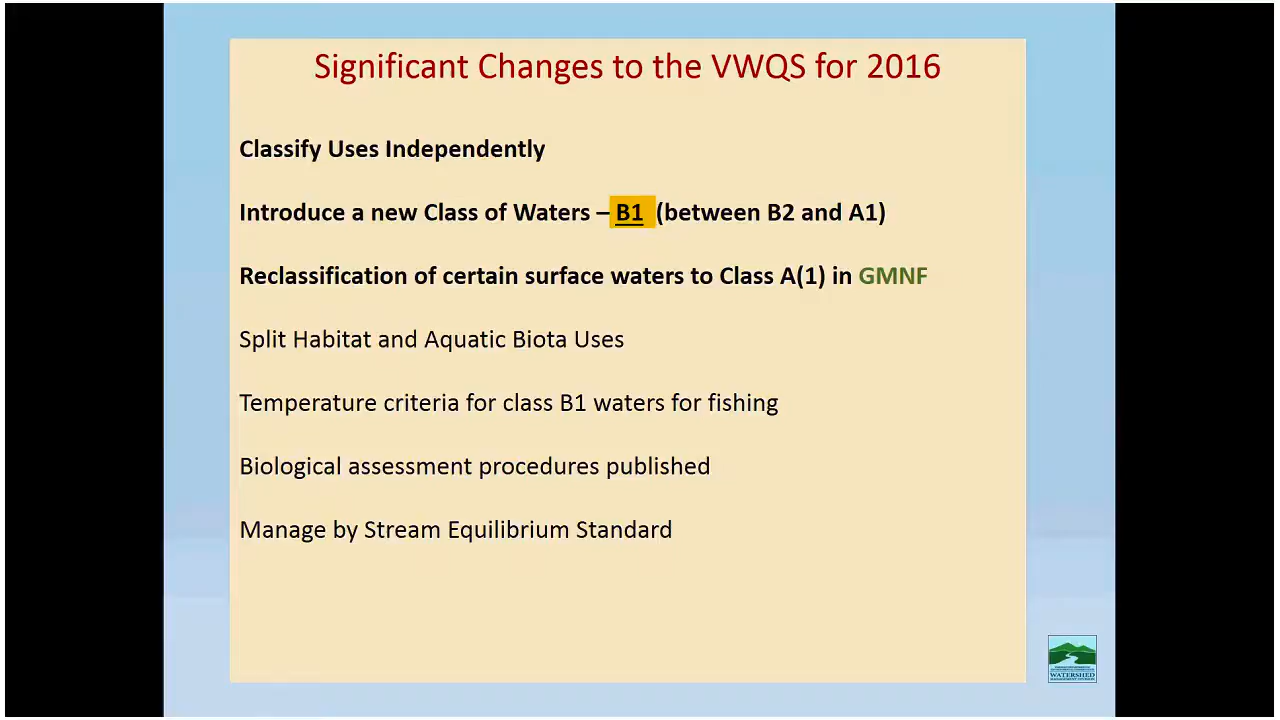 Significant Changes to the VWQS for 2016
Classify Uses Independently
Introduce a new Class of Waters – B1 (between B2 and A1)
Reclassification of certain surface waters to Class A(1) in GMNF
Split Habitat and Aquatic Biota Uses
Temperature criteria for class B1 waters for fishing
Biological assessment procedures published
Manage by Stream Equilibrium Standard
WATERSHED